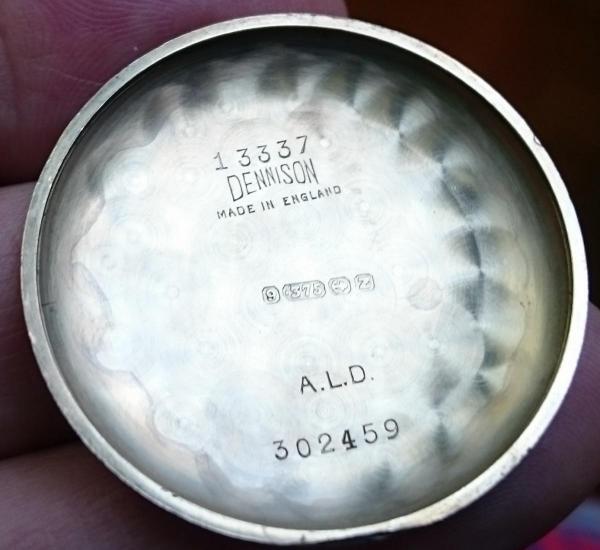 13337
DENNISON
MADE IN ENGLAND
9 .375 Z
A.L.D.
302459